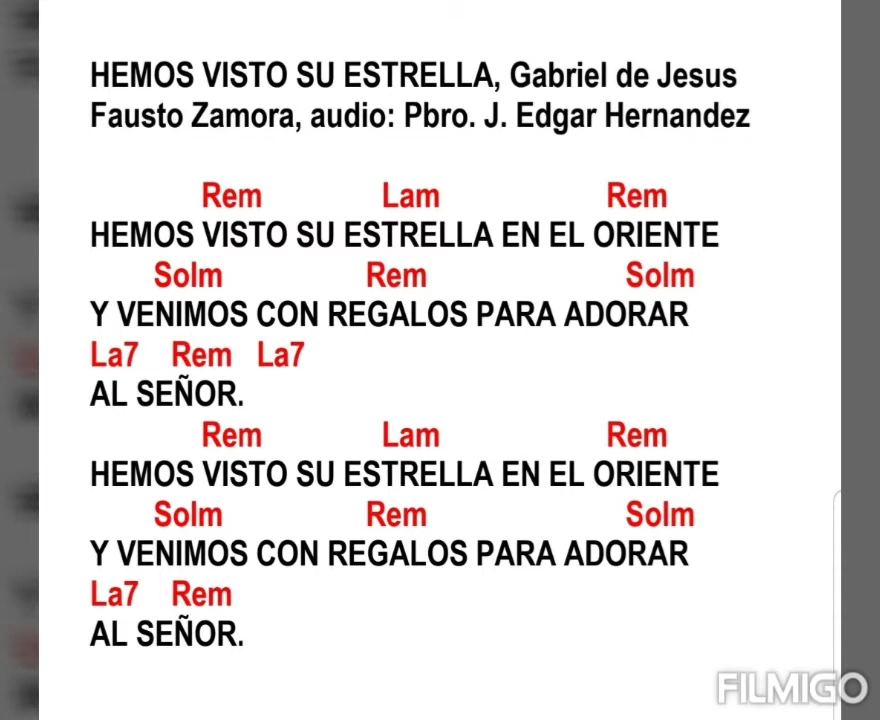 HEMOS VISTO SU ESTRELLA, Gabriel de Jesus
Fausto Zamora, audio: Pbro. J. Edgar Hernandez
Rem Lam Rem
HEMOS VISTO SU ESTRELLA EN EL ORIENTE
Solm Rem Solm
Y VENIMOS CON REGALOS PARA ADORAR
La7 Rem La7
AL SEÑOR.
Rem Lam Rem
HEMOS VISTO SU ESTRELLA EN EL ORIENTE
Solm Rem Solm
Y VENIMOS CON REGALOS PARA ADORAR
La7 Rem
AL SEÑOR.
FILMIGO